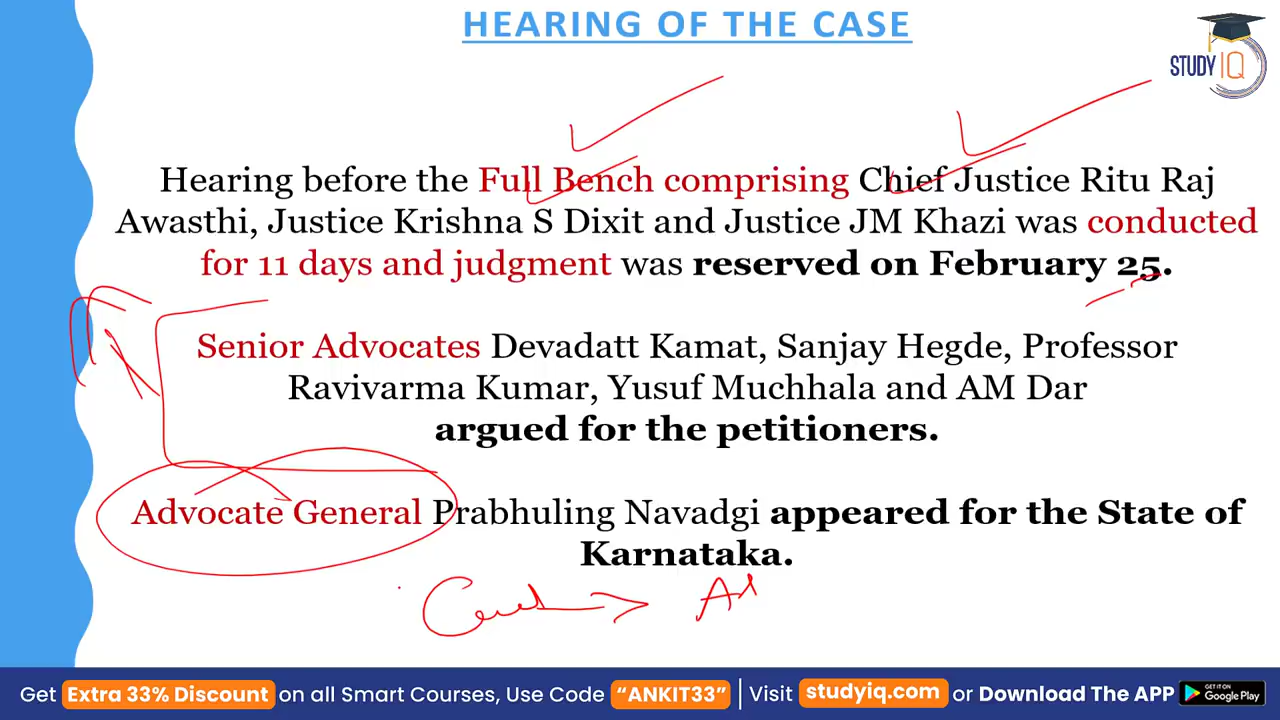 HEARING OF THE CASE
STUDY IQ
Hearing before the Full Bench comprising Chief Justice Ritu Raj
Awasthi, Justice Krishna S Dixit and Justice JM Khazi was conducted
for 11 days and judgment was reserved on February 25.
Senior Advocates Devadatt Kamat, Sanjay Hegde, Professor
Ravivarma Kumar, Yusuf Muchhala and AM Dar
argued for the petitioners.
Advocate General Prabhuling Navadgi appeared for the State of
Karnataka.
Get Extra 33% Discount on all Smart Courses, Use Code “ANKIT33” Visit studyiq.com or Download The APP GET IT ON Google Play